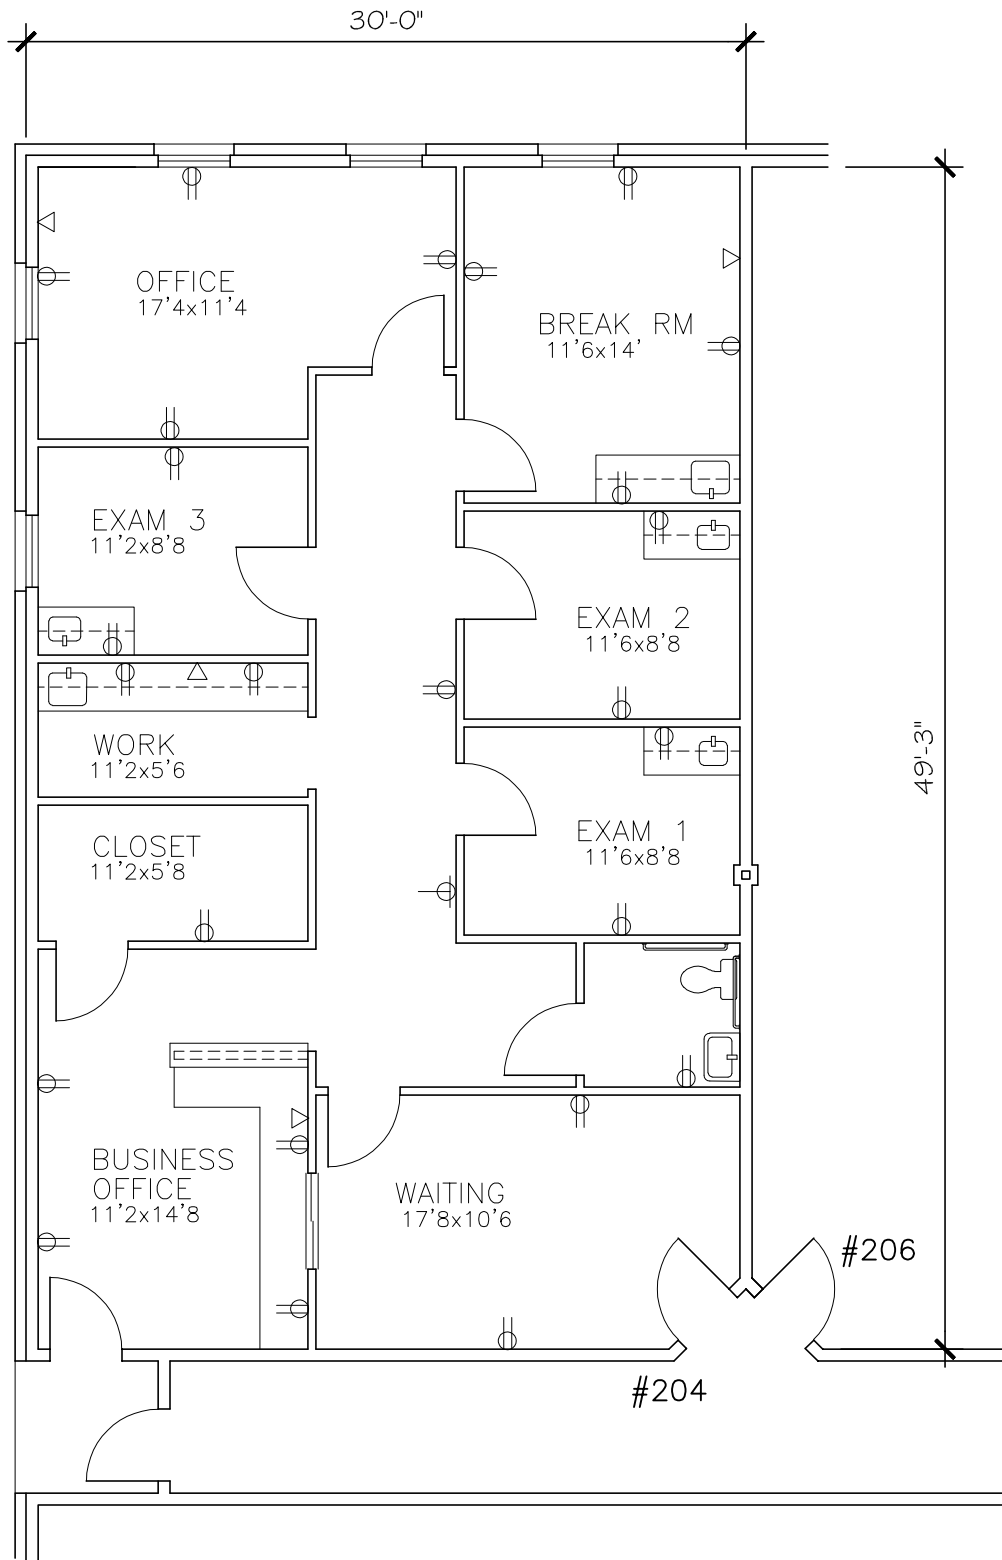 30'-0"
OFFICE
17'4x11'4
BREAK RM
11'6x14'
EXAM 3
11'2x8'8
EXAM 2
11'6x8'8
WORK
11'2x5'6
49'-3"
EXAM 1
11'6x8'8
CLOSET
11'2x5'8
BUSINESS
OFFICE
11'2x14'8
WAITING
17'8x10'6
#206
#204